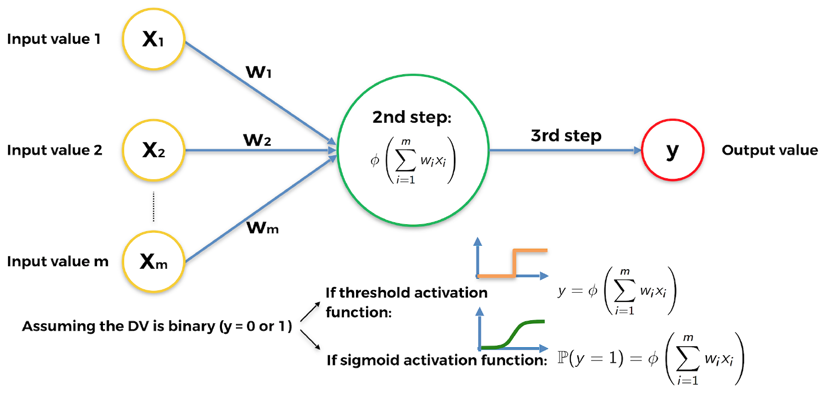 Input value 1
X₁
w₁
Input value 2
X₂
w₂
2nd step:
ϕ(∑ᵢ₌₁ᵐ wᵢxᵢ)
3rd step
y
Output value
Input value m
Xₘ
wₘ
Assuming the DV is binary (y = 0 or 1)
If threshold activation
function:
y = ϕ(∑ᵢ₌₁ᵐ wᵢxᵢ)
If sigmoid activation function:
ℙ(y = 1) = ϕ(∑ᵢ₌₁ᵐ wᵢxᵢ)